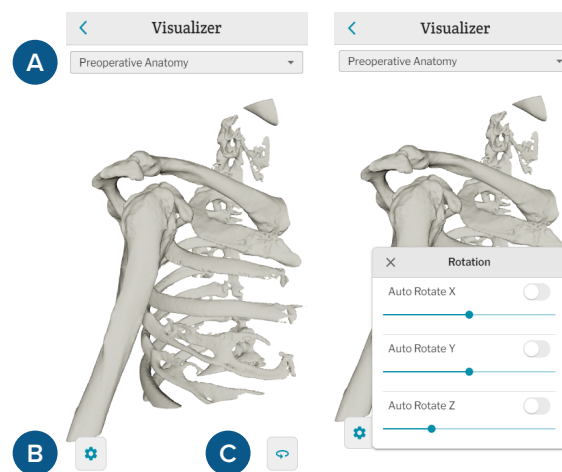 Visualizer
A
Preoperative Anatomy
B
C
Visualizer
Preoperative Anatomy
Rotation
Auto Rotate X
Auto Rotate Y
Auto Rotate Z